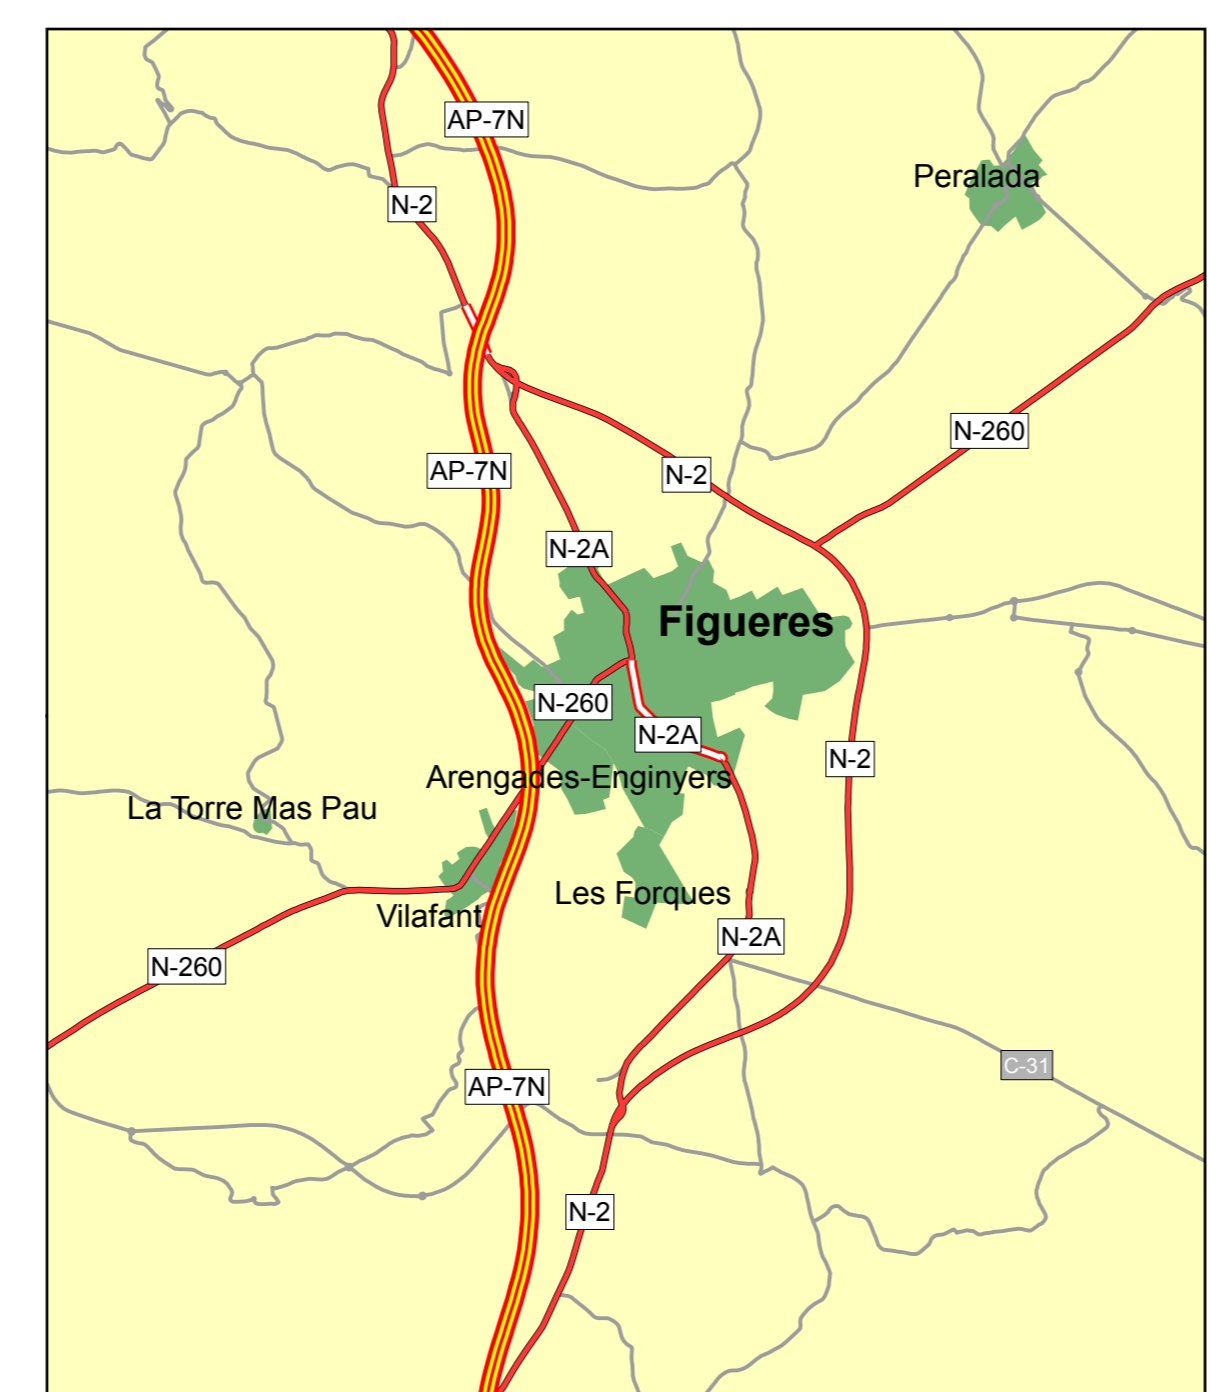 AP-7N
Peralada
N-2
N-260
AP-7N
N-2
N-2A
Figueres
N-260
N-2A
N-2
Arengades-Enginyers
La Torre Mas Pau
Les Forques
Vilafant
N-2A
N-260
C-31
AP-7N
N-2